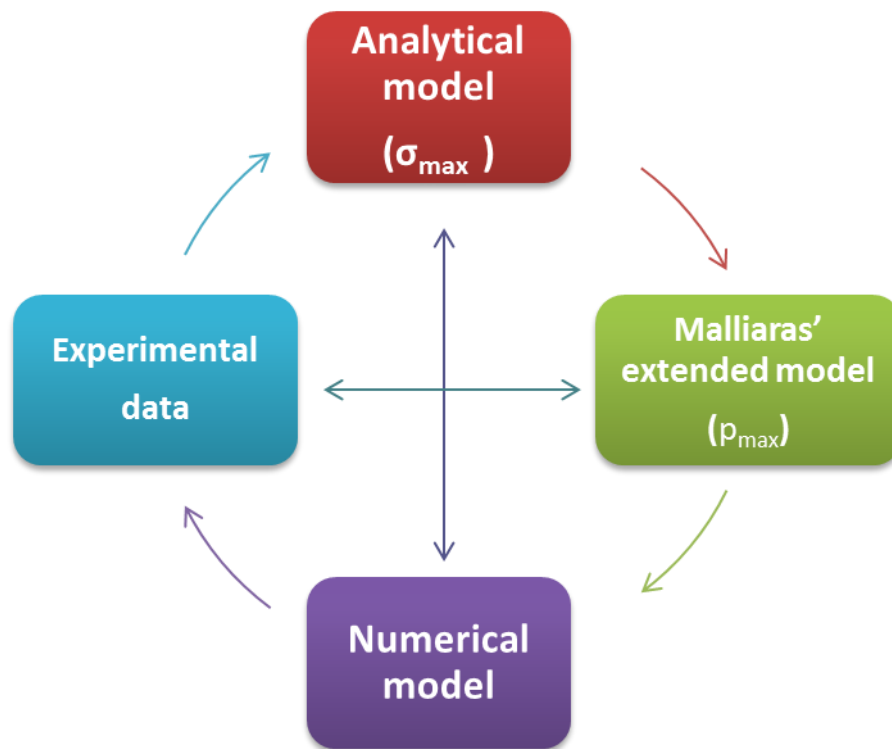 Analytical
model
(σmax )
Experimental
data
Malliaras’
extended model
(pmax)
Numerical
model